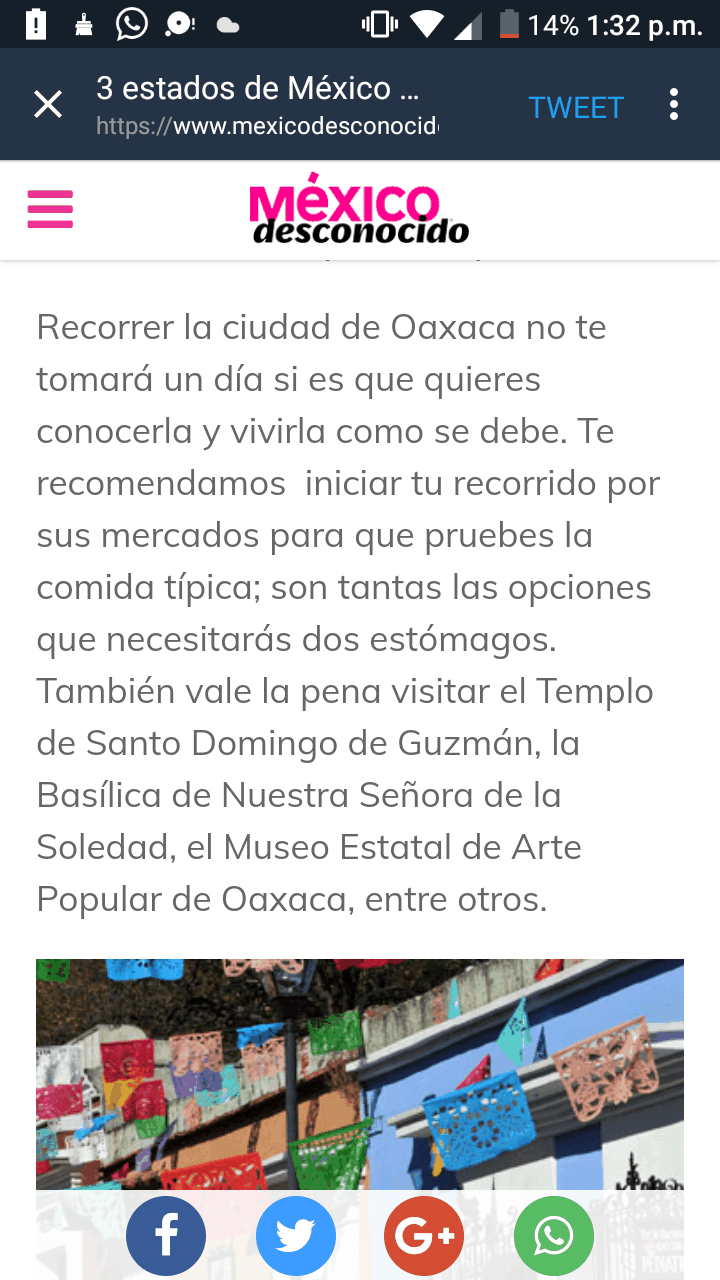 14% 1:32 p.m.
3 estados de México ...
TWEET
https://www.mexicodesconocid
México
desconocido
Recorrer la ciudad de Oaxaca no te
tomará un día si es que quieres
conocerla y vivirla como se debe. Te
recomendamos  iniciar tu recorrido por
sus mercados para que pruebes la
comida típica; son tantas las opciones
que necesitarás dos estómagos.
También vale la pena visitar el Templo
de Santo Domingo de Guzmán, la
Basílica de Nuestra Señora de la
Soledad, el Museo Estatal de Arte
Popular de Oaxaca, entre otros.
f
G+